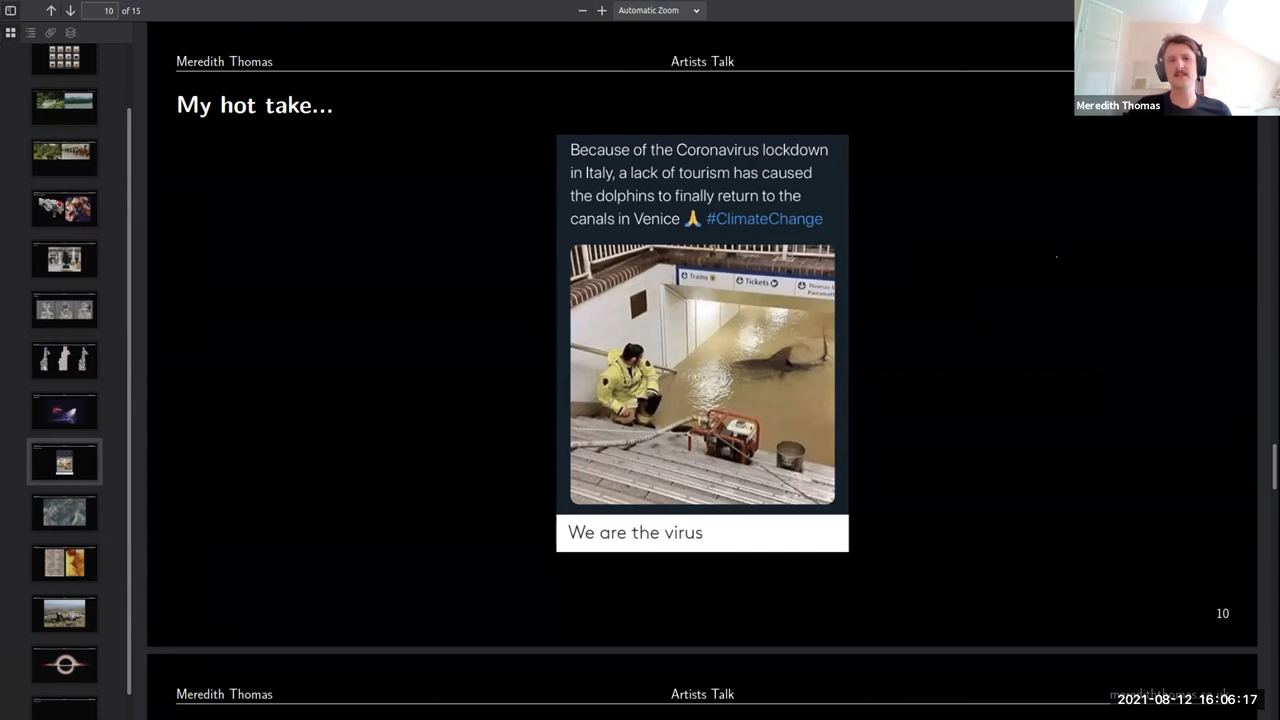 10 of 15
Automatic Zoom
Meredith Thomas
Artists Talk
My hot take...
Meredith Thomas
Because of the Coronavirus lockdown
in Italy, a lack of tourism has caused
the dolphins to finally return to the
canals in Venice 🙏 #ClimateChange
Trains
Tickets
We are the virus
10
Meredith Thomas
Artists Talk
2021-08-12 16:06:17